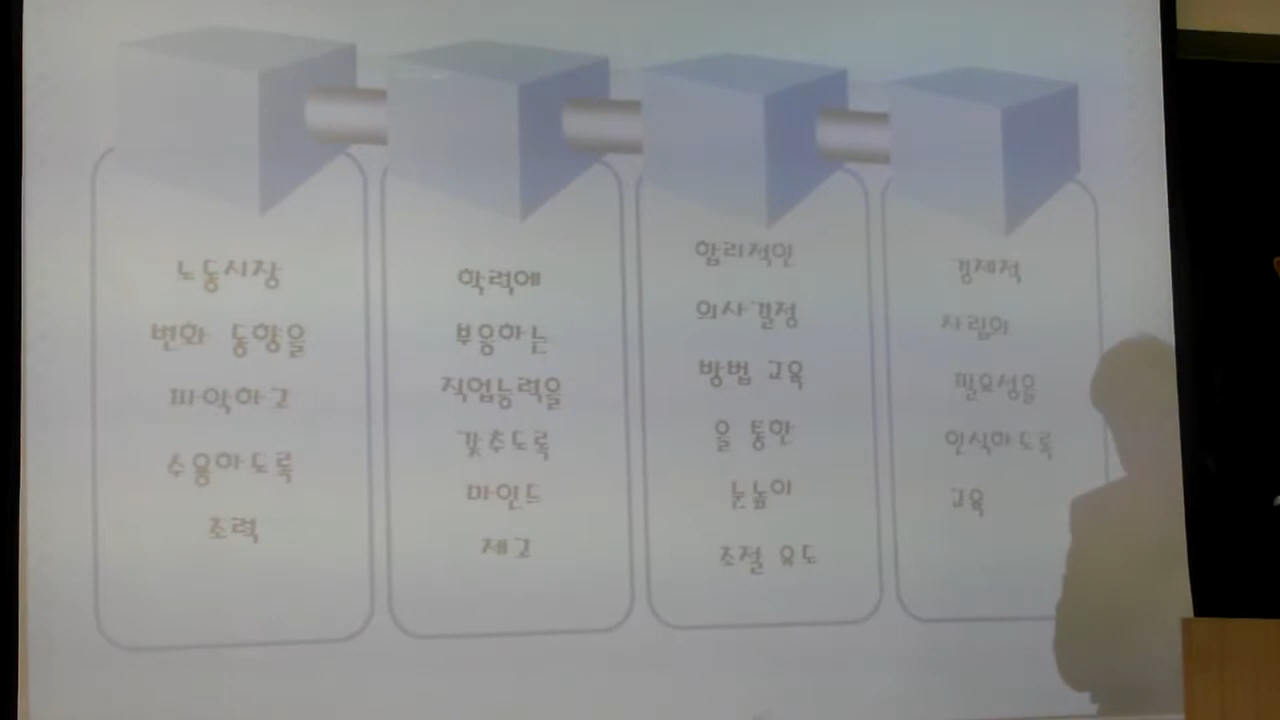 노동시장
변화 동향을
파악하고
수용하도록
조력
학력에
부응하는
직업능력을
갖추도록
마인드
제고
합리적인
의사결정
방법 교육
을 통한
눈높이
조절 유도
경제적
자립의
필요성을
인식하도록
교육